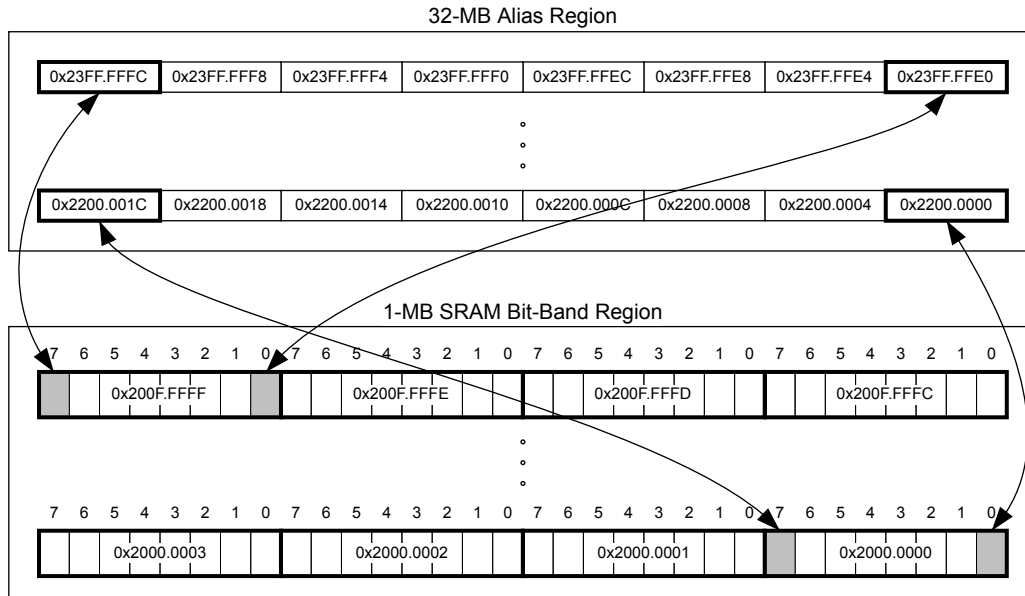 32-MB Alias Region
0x23FF.FFFC 0x23FF.FFF8 0x23FF.FFF4 0x23FF.FFF0 0x23FF.FFEC 0x23FF.FFE8 0x23FF.FFE4 0x23FF.FFE0
0x2200.001C 0x2200.0018 0x2200.0014 0x2200.0010 0x2200.000C 0x2200.0008 0x2200.0004 0x2200.0000
1-MB SRAM Bit-Band Region
7 6 5 4 3 2 1 0 7 6 5 4 3 2 1 0 7 6 5 4 3 2 1 0 7 6 5 4 3 2 1 0
0x200F.FFFF 0x200F.FFFE 0x200F.FFFD 0x200F.FFFC
7 6 5 4 3 2 1 0 7 6 5 4 3 2 1 0 7 6 5 4 3 2 1 0 7 6 5 4 3 2 1 0
0x2000.0003 0x2000.0002 0x2000.0001 0x2000.0000